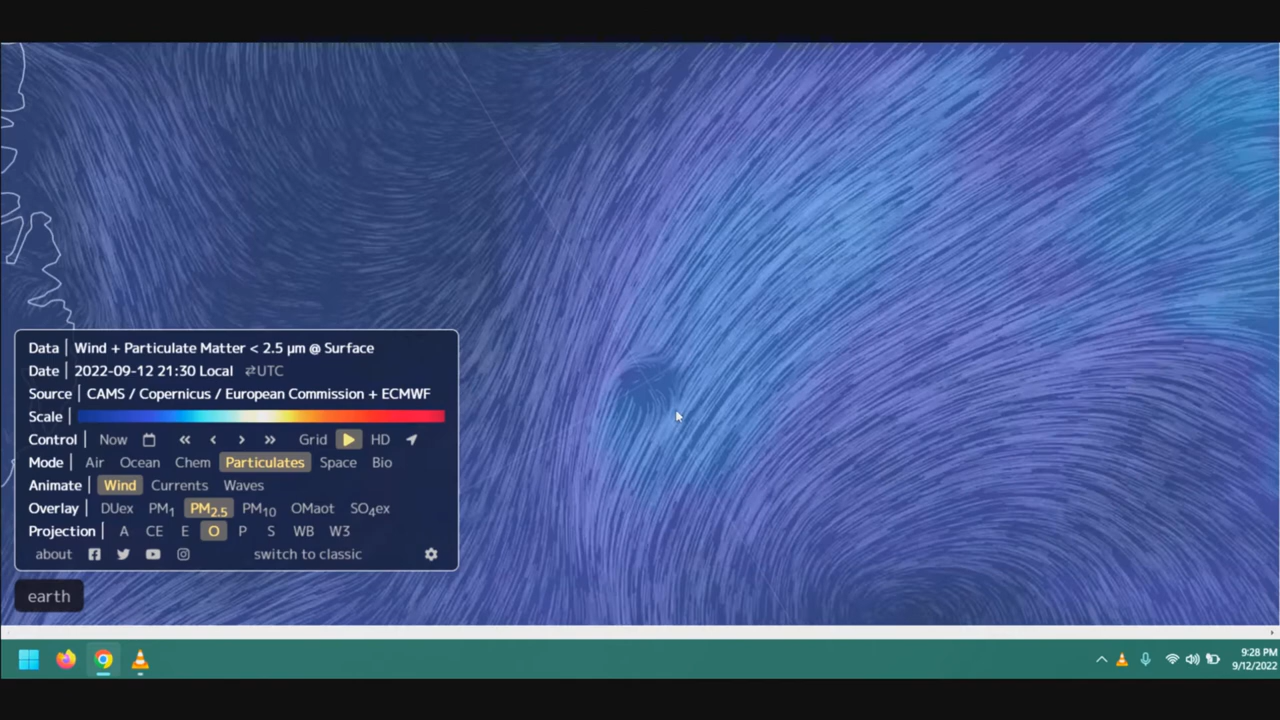 Data | Wind + Particulate Matter < 2.5 µm @ Surface
Date | 2022-09-12 21:30 Local ⇄UTC
Source | CAMS / Copernicus / European Commission + ECMWF
Scale |
Control | Now « ‹ › » Grid HD
Mode | Air Ocean Chem Particulates Space Bio
Animate | Wind Currents Waves
Overlay | DUex PM₁ PM₂.₅ PM₁₀ OMaot SO₄ex
Projection | A CE E O P S WB W3
about switch to classic
earth
9:28 PM
9/12/2022